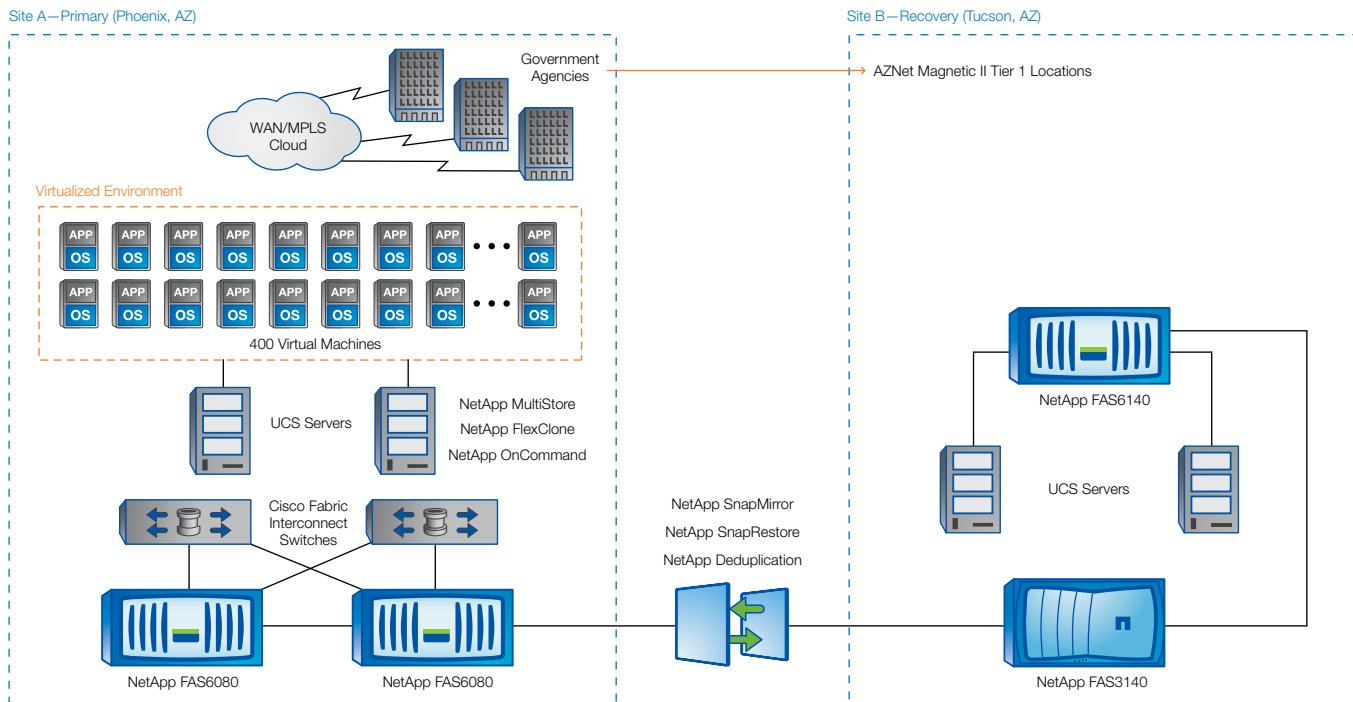 Site A—Primary (Phoenix, AZ)
Site B—Recovery (Tucson, AZ)
Government
Agencies
AZNet Magnetic II Tier 1 Locations
WAN/MPLS
Cloud
Virtualized Environment
APP APP APP APP APP APP APP APP APP
OS OS OS OS OS OS OS OS OS
APP APP APP APP APP APP APP APP APP
OS OS OS OS OS OS OS OS OS
400 Virtual Machines
UCS Servers
NetApp MultiStore
NetApp FlexClone
NetApp OnCommand
Cisco Fabric
Interconnect
Switches
NetApp FAS6080
NetApp FAS6080
NetApp SnapMirror
NetApp SnapRestore
NetApp Deduplication
NetApp FAS6140
UCS Servers
NetApp FAS3140